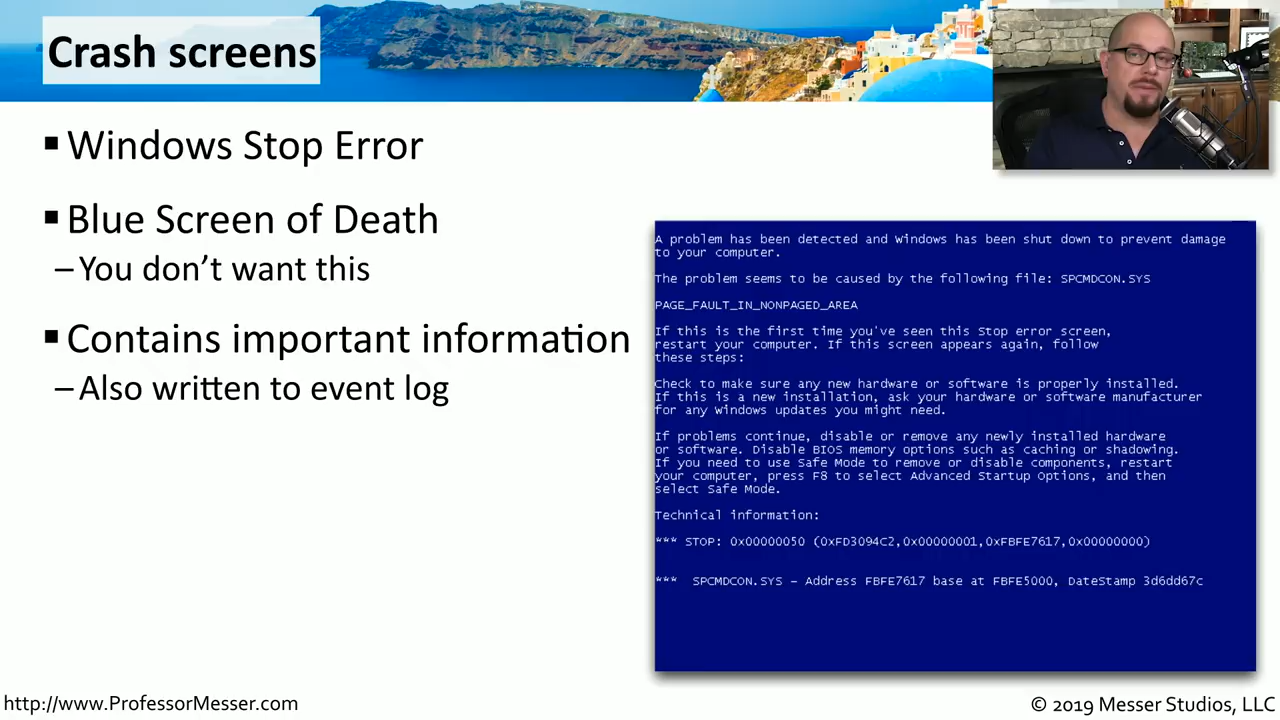 Crash screens
▪ Windows Stop Error
▪ Blue Screen of Death
– You don’t want this
▪ Contains important information
– Also written to event log
A problem has been detected and Windows has been shut down to prevent damage
to your computer.
The problem seems to be caused by the following file: SPCMDCON.SYS
PAGE_FAULT_IN_NONPAGED_AREA
If this is the first time you've seen this Stop error screen,
restart your computer. If this screen appears again, follow
these steps:
Check to make sure any new hardware or software is properly installed.
If this is a new installation, ask your hardware or software manufacturer
for any Windows updates you might need.
If problems continue, disable or remove any newly installed hardware
or software. Disable BIOS memory options such as caching or shadowing.
If you need to use Safe Mode to remove or disable components, restart
your computer, press F8 to select Advanced Startup Options, and then
select Safe Mode.
Technical information:
*** STOP: 0x00000050 (0xFD3094C2,0x00000001,0xFBFE7617,0x00000000)
*** SPCMDCON.SYS – Address FBFE7617 base at FBFE5000, DateStamp 3d6dd67c
http://www.ProfessorMesser.com
© 2019 Messer Studios, LLC